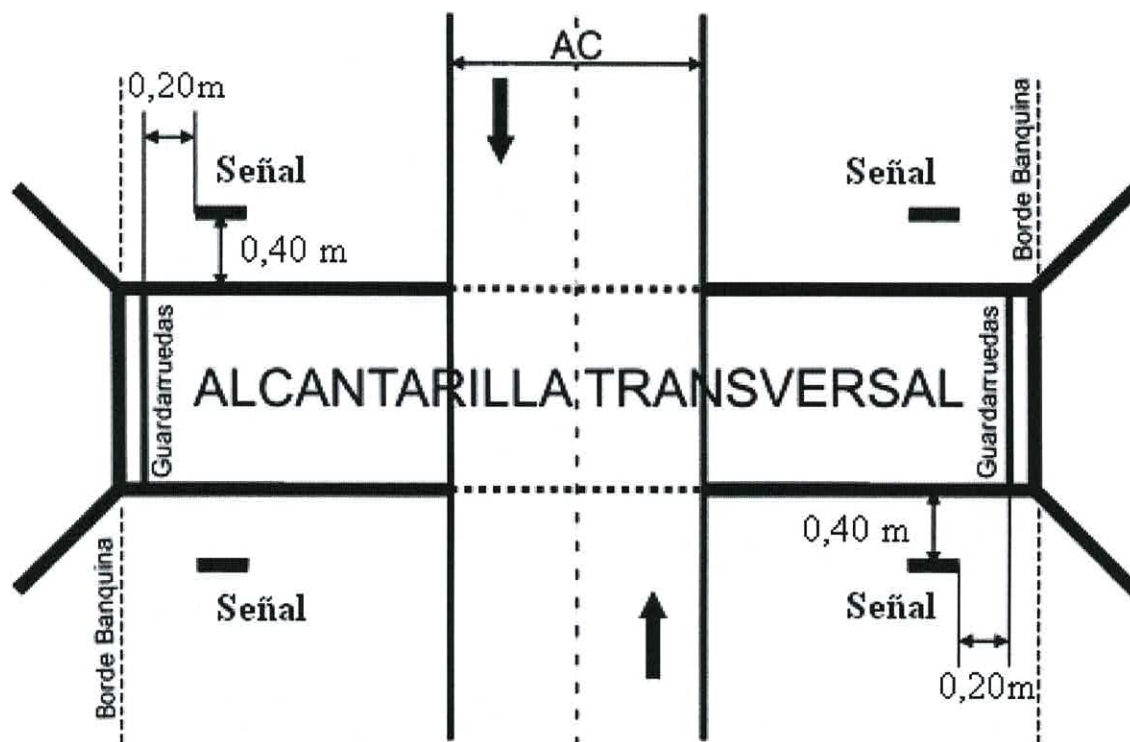 AC
0,20m
Señal
Señal
Borde Banquina
0,40 m
Guardarruedas
ALCANTARILLA TRANSVERSAL
Guardarruedas
0,40 m
Borde Banquina
Señal
Señal
0,20m